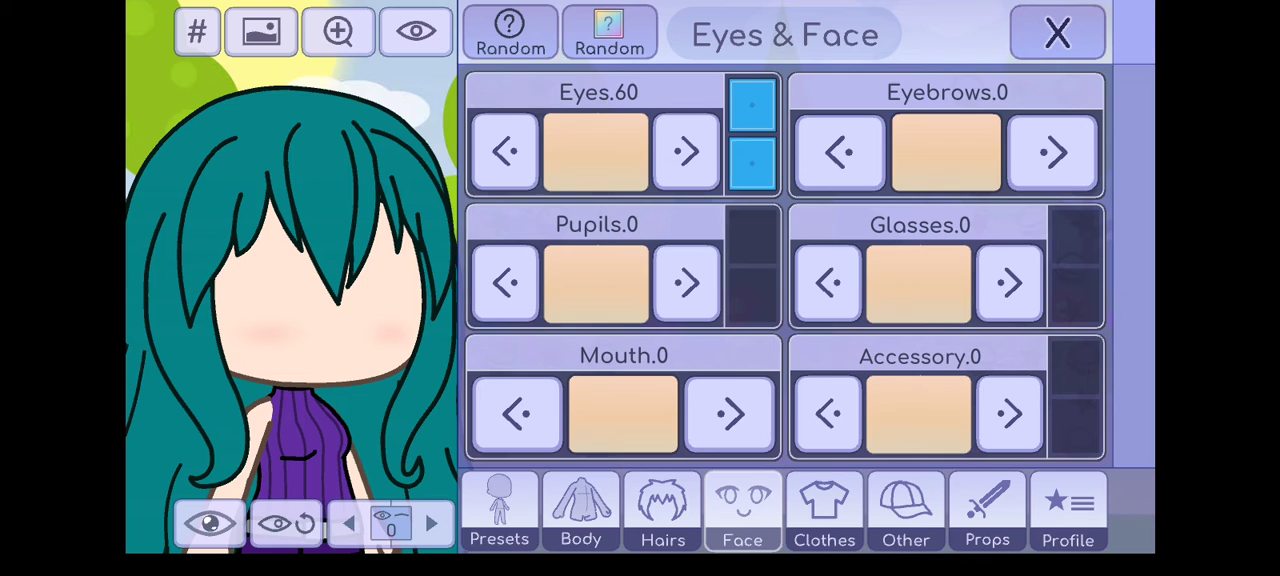 #
?
Random
?
Random
Eyes & Face
X
Eyes.60
Eyebrows.0
Pupils.0
Glasses.0
Mouth.0
Accessory.0
0
Presets
Body
Hairs
Face
Clothes
Other
Props
Profile